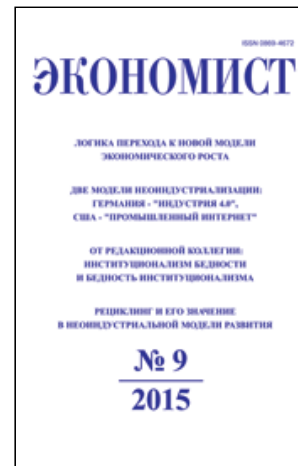 ISSN 0869-4672
ЭКОНОМИСТ
ЛОГИКА ПЕРЕХОДА К НОВОЙ МОДЕЛИ
ЭКОНОМИЧЕСКОГО РОСТА
ДВЕ МОДЕЛИ НЕОИНДУСТРИАЛИЗАЦИИ:
ГЕРМАНИЯ - "ИНДУСТРИЯ 4.0",
США - "ПРОМЫШЛЕННЫЙ ИНТЕРНЕТ"
ОТ РЕДАКЦИОННОЙ КОЛЛЕГИИ:
ИНСТИТУЦИОНАЛИЗМ БЕДНОСТИ
И БЕДНОСТЬ ИНСТИТУЦИОНАЛИЗМА
РЕЦИКЛИНГ И ЕГО ЗНАЧЕНИЕ
В НЕОИНДУСТРИАЛЬНОЙ МОДЕЛИ РАЗВИТИЯ
№ 9
2015